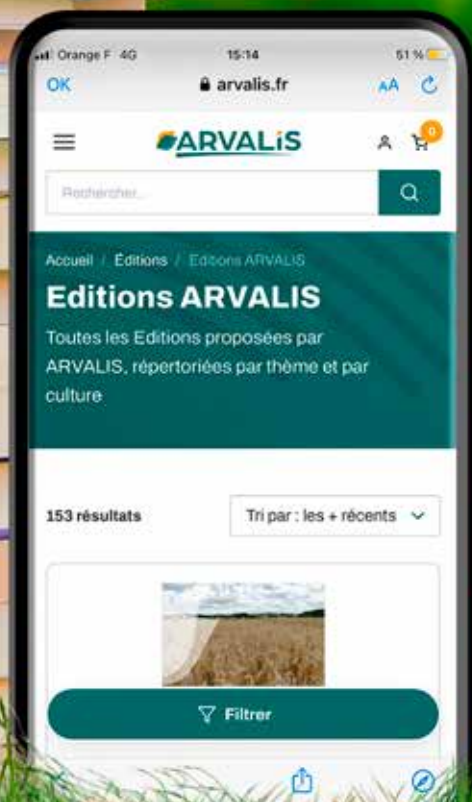 Orange F 4G 15:14 51 %
OK arvalis.fr AA
ARVALIS 0
Rechercher...
Accueil / Éditions / Editions ARVALIS
Editions ARVALIS
Toutes les Editions proposées par
ARVALIS, répertoriées par thème et par
culture
153 résultats Tri par : les + récents
Filtrer